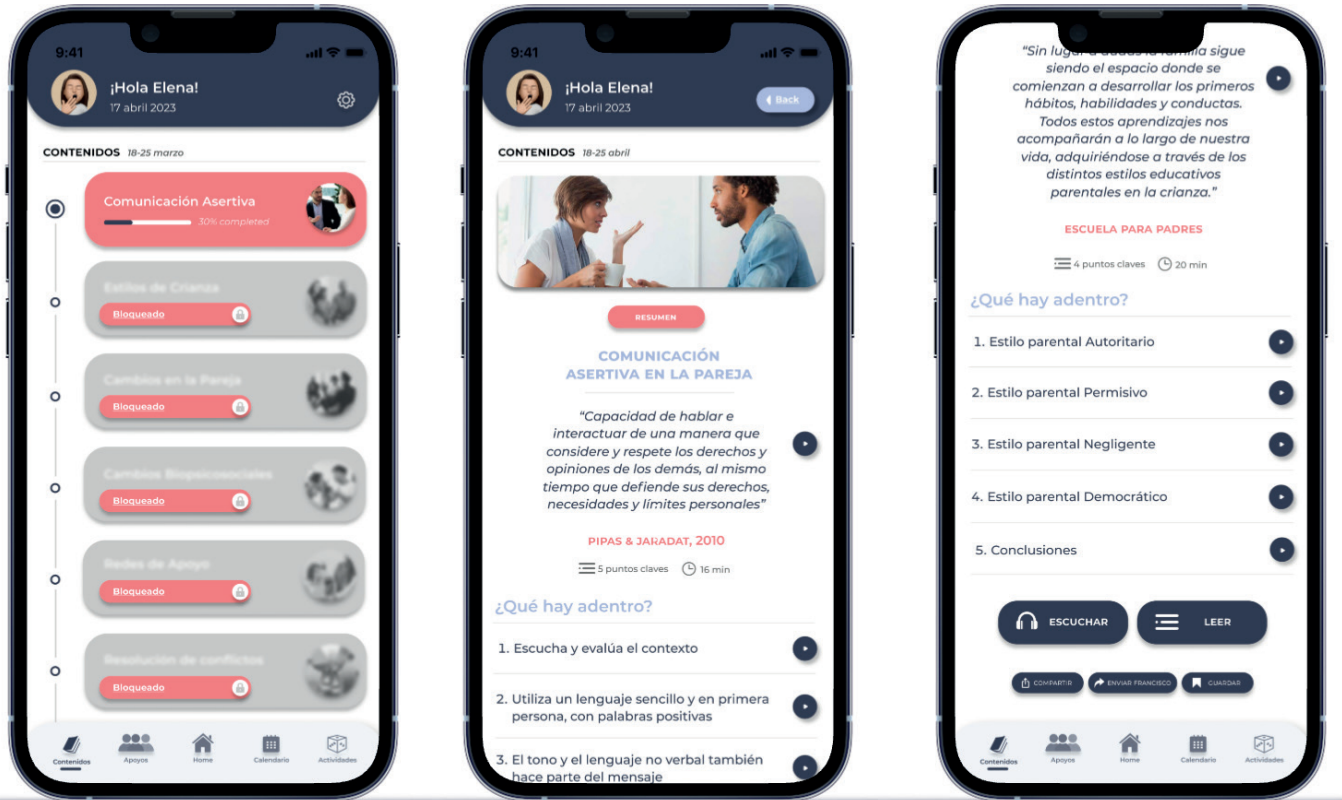 9:41
¡Hola Elena!
17 abril 2023
CONTENIDOS 18-25 marzo
Comunicación Asertiva
30% completed
Estilos de Crianza
Bloqueado
Cambios en la Pareja
Bloqueado
Cambios Biopsicosociales
Bloqueado
Redes de Apoyo
Bloqueado
Resolución de conflictos
Bloqueado
Contenidos
Apoyos
Home
Calendario
Actividades
9:41
¡Hola Elena!
17 abril 2023
Back
CONTENIDOS 18-25 abril
RESUMEN
COMUNICACIÓN
ASERTIVA EN LA PAREJA
“Capacidad de hablar e
interactuar de una manera que
considere y respete los derechos y
opiniones de los demás, al mismo
tiempo que defiende sus derechos,
necesidades y límites personales”
PIPAS & JARADAT, 2010
5 puntos claves 16 min
¿Qué hay adentro?
1. Escucha y evalúa el contexto
2. Utiliza un lenguaje sencillo y en primera
persona, con palabras positivas
3. El tono y el lenguaje no verbal también
hace parte del mensaje
“Sin lugar a dudas la familia sigue
siendo el espacio donde se
comienzan a desarrollar los primeros
hábitos, habilidades y conductas.
Todos estos aprendizajes nos
acompañarán a lo largo de nuestra
vida, adquiriéndose a través de los
distintos estilos educativos
parentales en la crianza.”
ESCUELA PARA PADRES
4 puntos claves 20 min
¿Qué hay adentro?
1. Estilo parental Autoritario
2. Estilo parental Permisivo
3. Estilo parental Negligente
4. Estilo parental Democrático
5. Conclusiones
ESCUCHAR
LEER
COMPARTIR
ENVIAR FRANCISCO
GUARDAR
Contenidos
Apoyos
Home
Calendario
Actividades